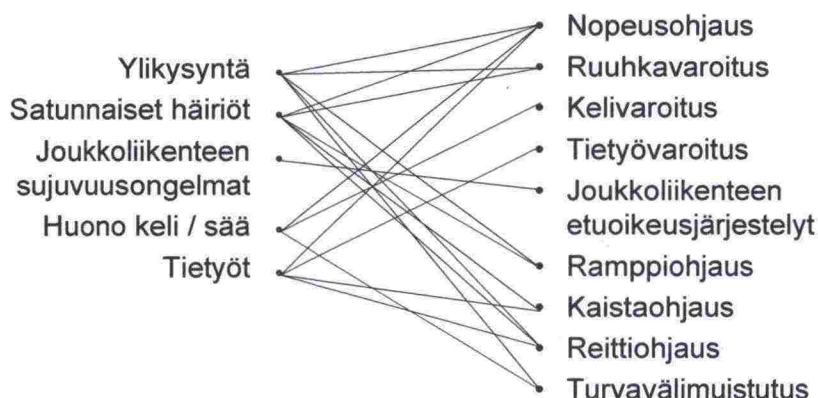 Ylikysyntä
Satunnaiset häiriöt
Joukkoliikenteen
sujuvuusongelmat
Huono keli / sää
Tietyöt
Nopeusohjaus
Ruuhkavaroitus
Kelivaroitus
Tietyövaroitus
Joukkoliikenteen
etuoikeusjärjestelyt
Ramppiohjaus
Kaistaohjaus
Reittiohjaus
Turvavälimuistutus